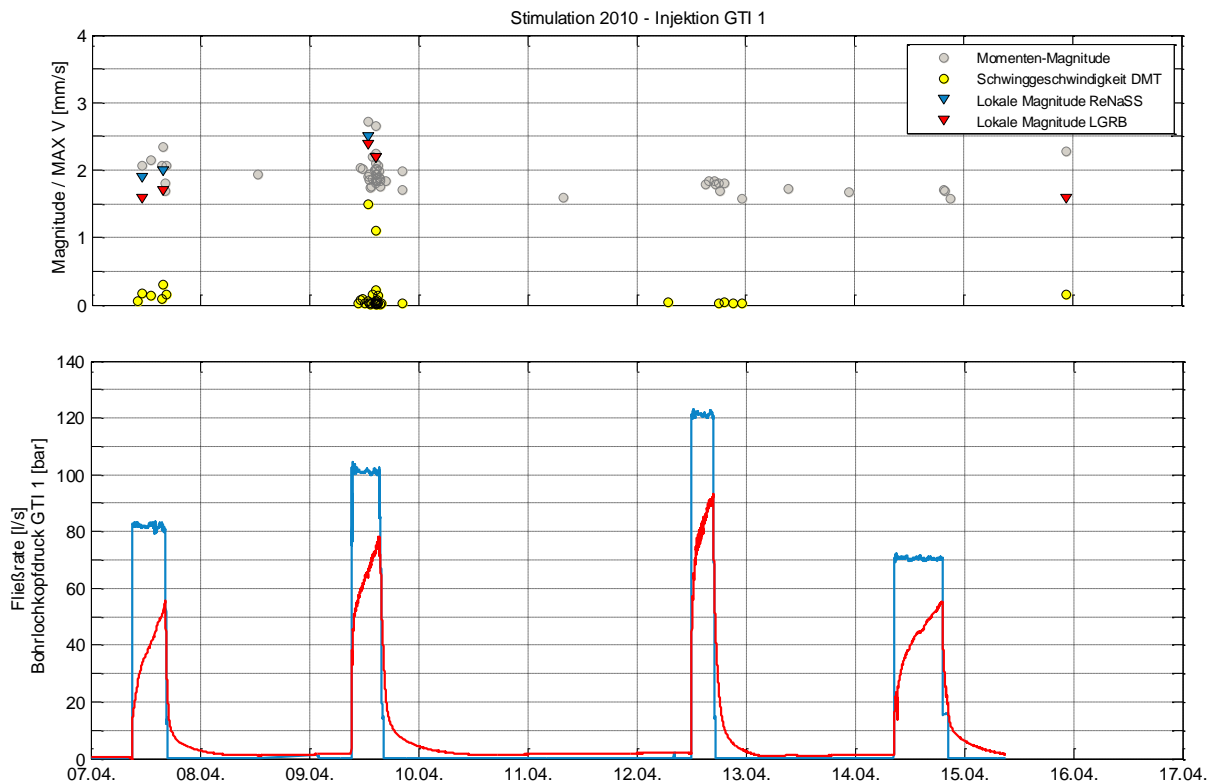 Stimulation 2010 - Injektion GTI 1
Magnitude / MAX V [mm/s]
4
3
2
1
0
Momenten-Magnitude
Schwinggeschwindigkeit DMT
Lokale Magnitude ReNaSS
Lokale Magnitude LGRB
Fließrate [l/s]
Bohrlochkopfdruck GTI 1 [bar]
140
120
100
80
60
40
20
0
07.04. 08.04. 09.04. 10.04. 11.04. 12.04. 13.04. 14.04. 15.04. 16.04. 17.04.